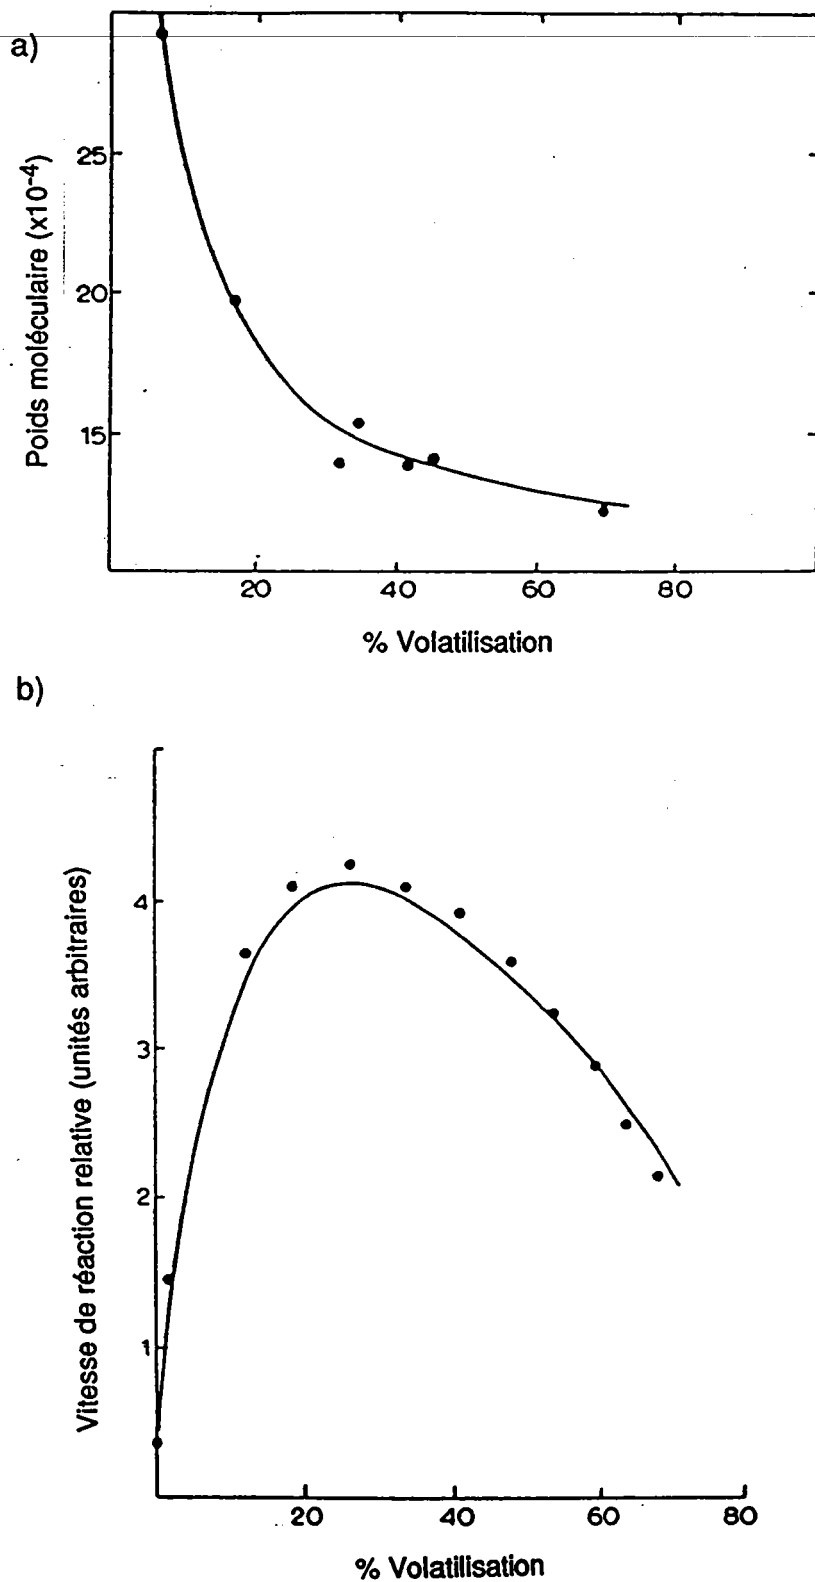 a)
Poids moléculaire (x10⁻⁴)
25
20
15
20 40 60 80
% Volatilisation
b)
Vitesse de réaction relative (unités arbitraires)
4
3
2
1
20 40 60 80
% Volatilisation